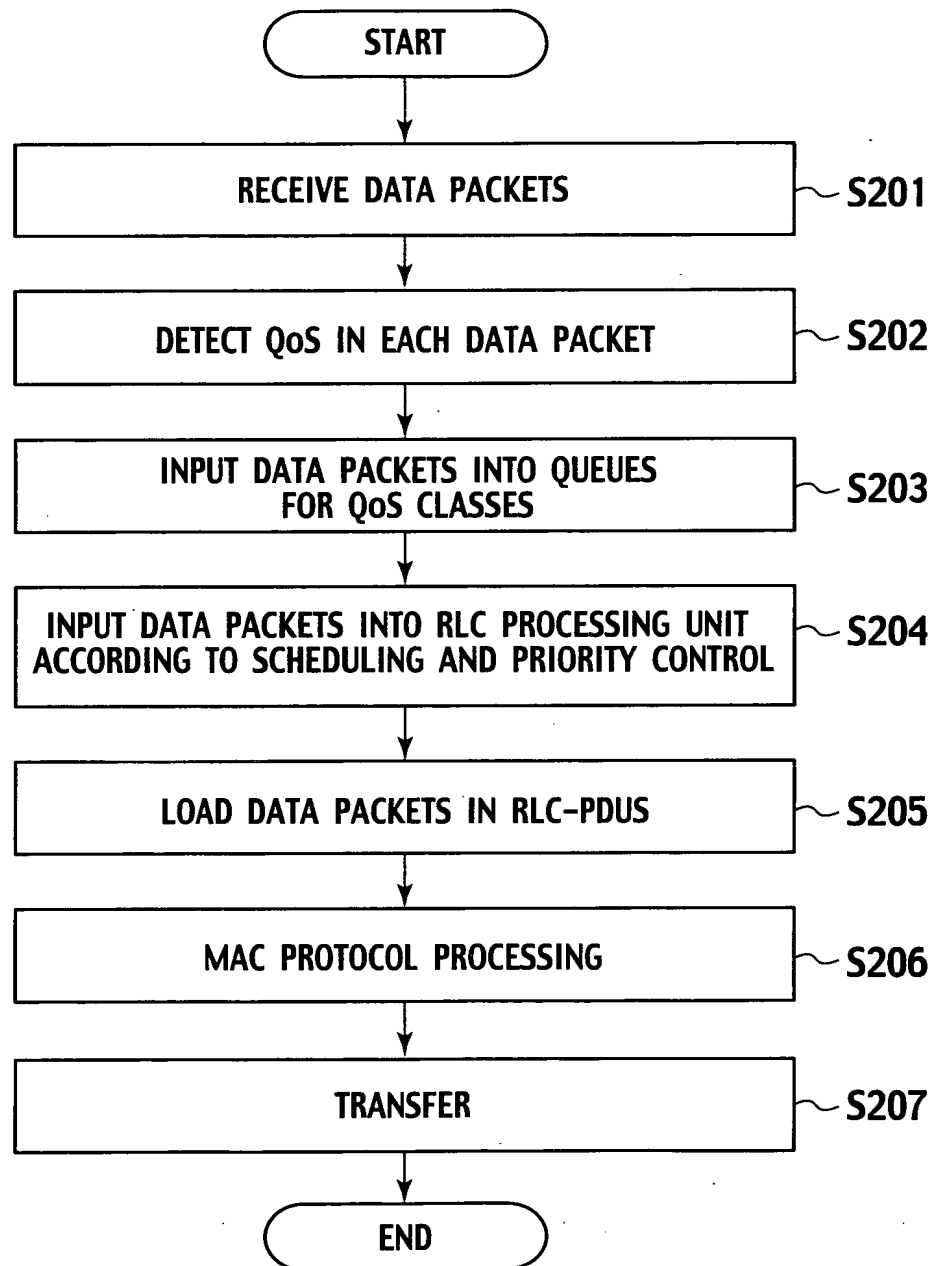 START
RECEIVE DATA PACKETS
S201
DETECT QoS IN EACH DATA PACKET
S202
INPUT DATA PACKETS INTO QUEUES
FOR QoS CLASSES
S203
INPUT DATA PACKETS INTO RLC PROCESSING UNIT
ACCORDING TO SCHEDULING AND PRIORITY CONTROL
S204
LOAD DATA PACKETS IN RLC-PDUS
S205
MAC PROTOCOL PROCESSING
S206
TRANSFER
S207
END